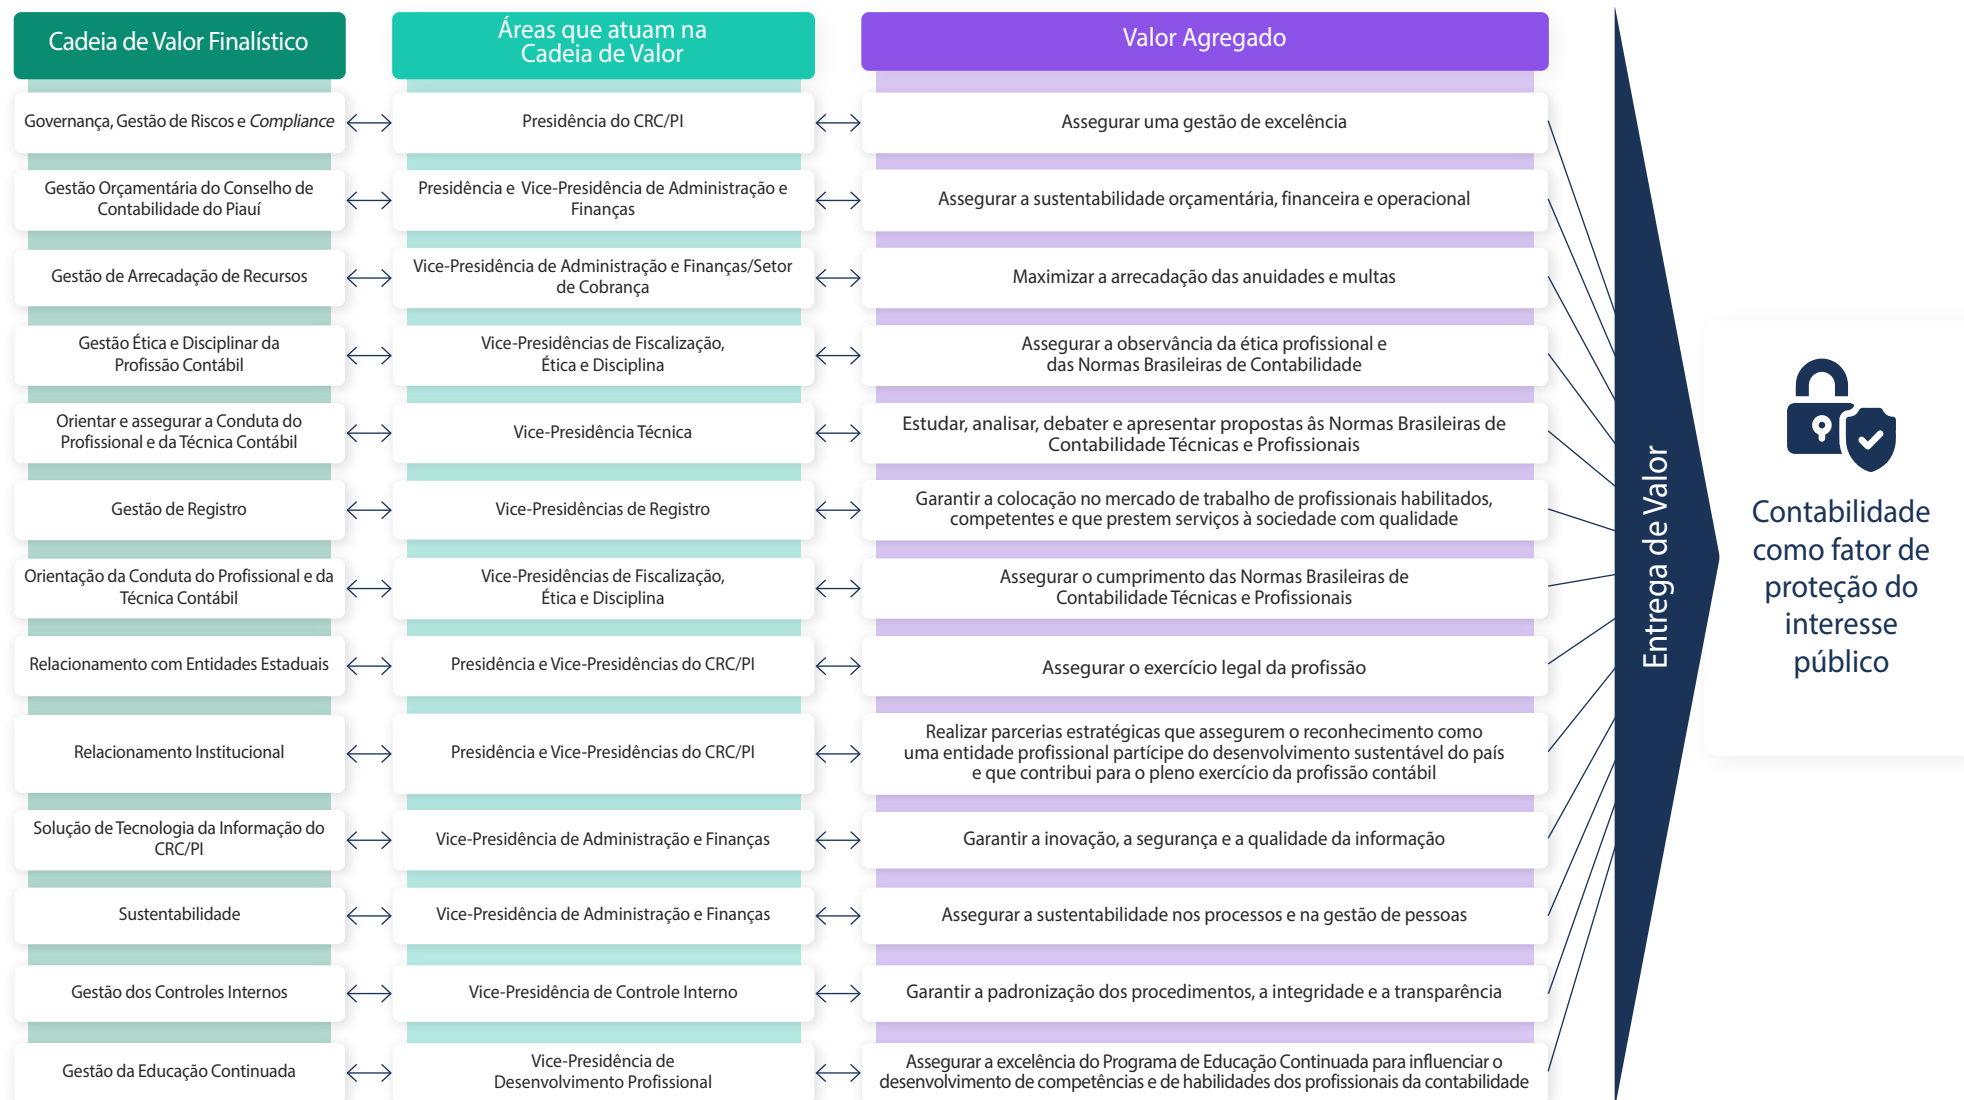 Cadeia de Valor Finalístico
Áreas que atuam na
Cadeia de Valor
Valor Agregado
Governança, Gestão de Riscos e Compliance
Presidência do CRC/PI
Assegurar uma gestão de excelência
Gestão Orçamentária do Conselho de
Contabilidade do Piauí
Presidência e Vice-Presidência de Administração e
Finanças
Assegurar a sustentabilidade orçamentária, financeira e operacional
Gestão de Arrecadação de Recursos
Vice-Presidência de Administração e Finanças/Setor
de Cobrança
Maximizar a arrecadação das anuidades e multas
Gestão Ética e Disciplinar da
Profissão Contábil
Vice-Presidências de Fiscalização,
Ética e Disciplina
Assegurar a observância da ética profissional e
das Normas Brasileiras de Contabilidade
Orientar e assegurar a Conduta do
Profissional e da Técnica Contábil
Vice-Presidência Técnica
Estudar, analisar, debater e apresentar propostas âs Normas Brasileiras de
Contabilidade Técnicas e Profissionais
Gestão de Registro
Vice-Presidências de Registro
Garantir a colocação no mercado de trabalho de profissionais habilitados,
competentes e que prestem serviços à sociedade com qualidade
Orientação da Conduta do Profissional e da
Técnica Contábil
Vice-Presidências de Fiscalização,
Ética e Disciplina
Assegurar o cumprimento das Normas Brasileiras de
Contabilidade Técnicas e Profissionais
Relacionamento com Entidades Estaduais
Presidência e Vice-Presidências do CRC/PI
Assegurar o exercício legal da profissão
Relacionamento Institucional
Presidência e Vice-Presidências do CRC/PI
Realizar parcerias estratégicas que assegurem o reconhecimento como
uma entidade profissional partícipe do desenvolvimento sustentável do país
e que contribui para o pleno exercício da profissão contábil
Solução de Tecnologia da Informação do
CRC/PI
Vice-Presidência de Administração e Finanças
Garantir a inovação, a segurança e a qualidade da informação
Sustentabilidade
Vice-Presidência de Administração e Finanças
Assegurar a sustentabilidade nos processos e na gestão de pessoas
Gestão dos Controles Internos
Vice-Presidência de Controle Interno
Garantir a padronização dos procedimentos, a integridade e a transparência
Gestão da Educação Continuada
Vice-Presidência de
Desenvolvimento Profissional
Assegurar a excelência do Programa de Educação Continuada para influenciar o
desenvolvimento de competências e de habilidades dos profissionais da contabilidade
Entrega de Valor
Contabilidade
como fator de
proteção do
interesse
público